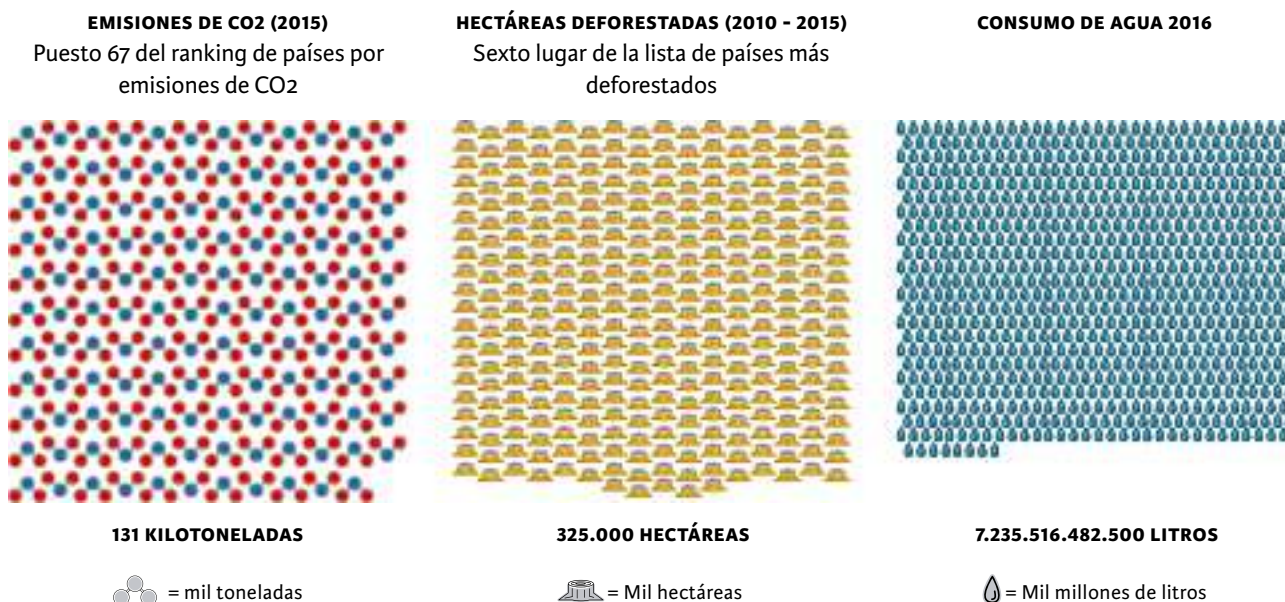 EMISIONES DE CO2 (2015)
Puesto 67 del ranking de países por
emisiones de CO2
HECTÁREAS DEFORESTADAS (2010 - 2015)
Sexto lugar de la lista de países más
deforestados
CONSUMO DE AGUA 2016
131 KILOTONELADAS
325.000 HECTÁREAS
7.235.516.482.500 LITROS
= mil toneladas
= Mil hectáreas
= Mil millones de litros